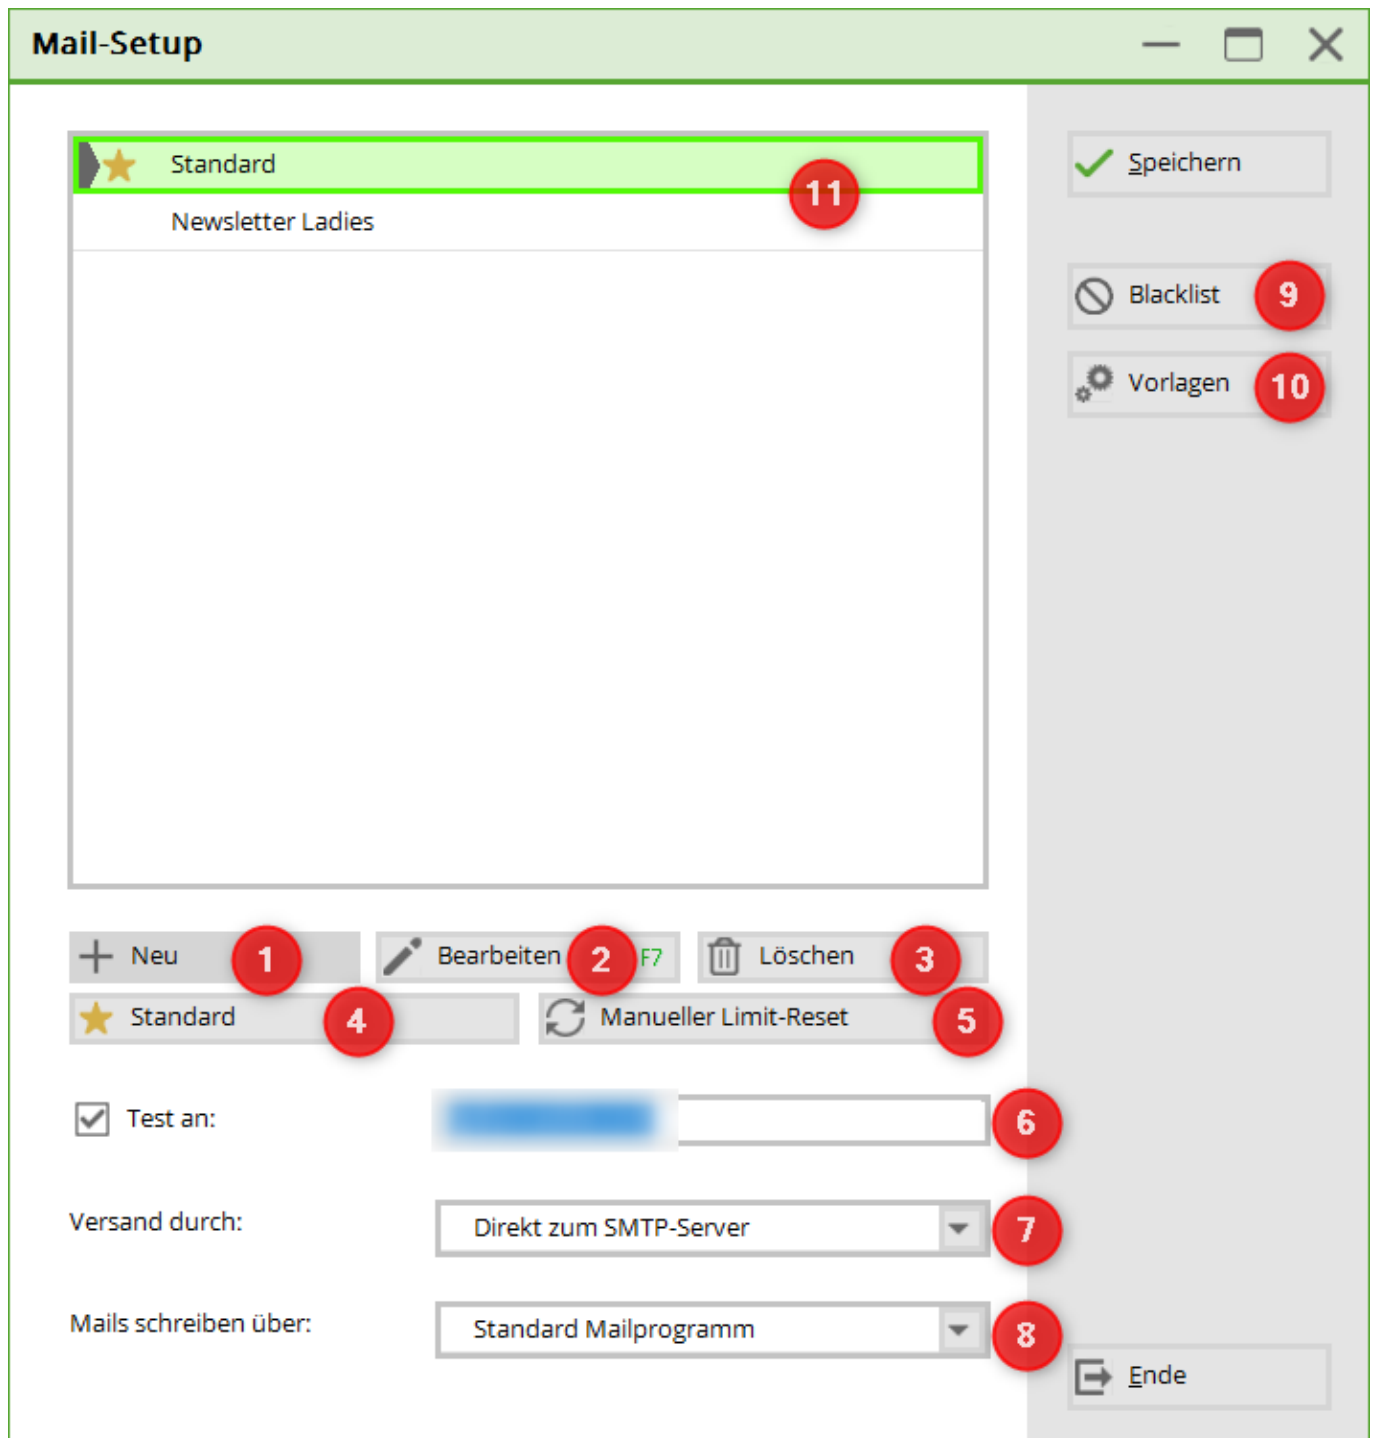 Mail-Setup
Standard
11
Newsletter Ladies
Speichern
Blacklist 9
Vorlagen 10
Neu 1 Bearbeiten 2 F7 Löschen 3
Standard 4 Manueller Limit-Reset 5
Test an: 6
Versand durch: Direkt zum SMTP-Server 7
Mails schreiben über: Standard Mailprogramm 8
Ende